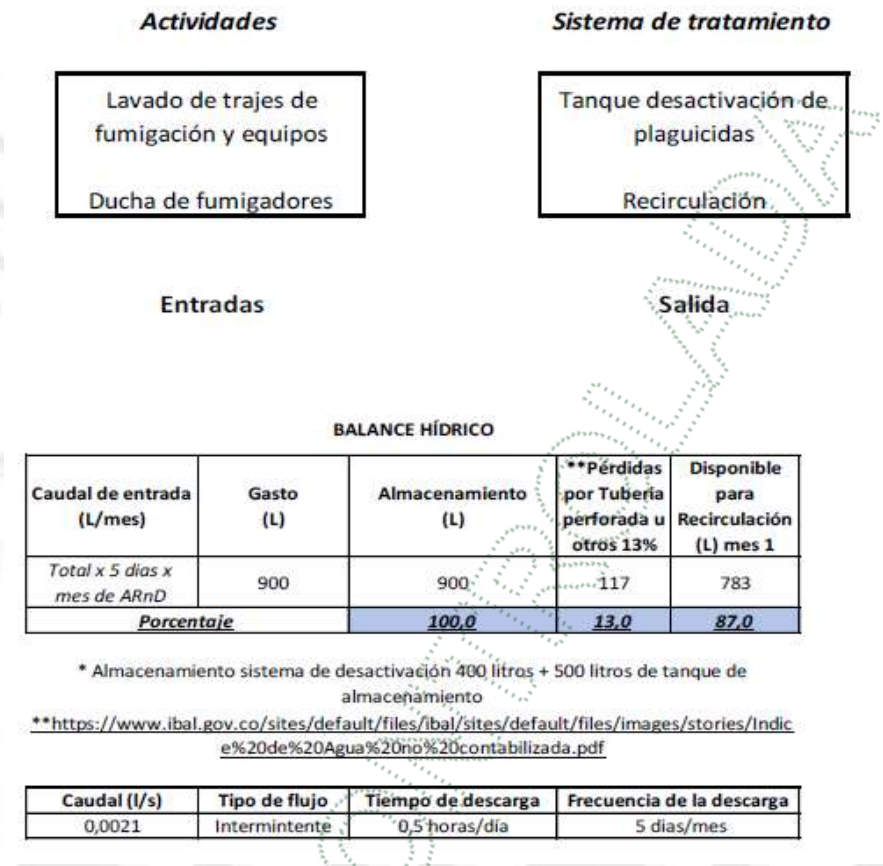 Actividades
Sistema de tratamiento
Lavado de trajes de
fumigación y equipos
Ducha de fumigadores
Tanque desactivación de
plaguicidas
Recirculación
Entradas
Salida
BALANCE HÍDRICO
Caudal de entrada
(L/mes)
Gasto
(L)
Almacenamiento
(L)
**Pérdidas
por Tubería
perforada u
otros 13%
Disponible
para
Recirculación
(L) mes 1
Total x 5 dias x
mes de ARnD
900
900
117
783
Porcentaje
100,0
13,0
87,0
* Almacenamiento sistema de desactivación 400 litros + 500 litros de tanque de
almacenamiento
**https://www.ibal.gov.co/sites/default/files/ibal/sites/default/files/images/stories/Indic
e%20de%20Agua%20no%20contabilizada.pdf
Caudal (l/s) Tipo de flujo Tiempo de descarga Frecuencia de la descarga
0,0021 Intermintente 0,5 horas/día 5 dias/mes